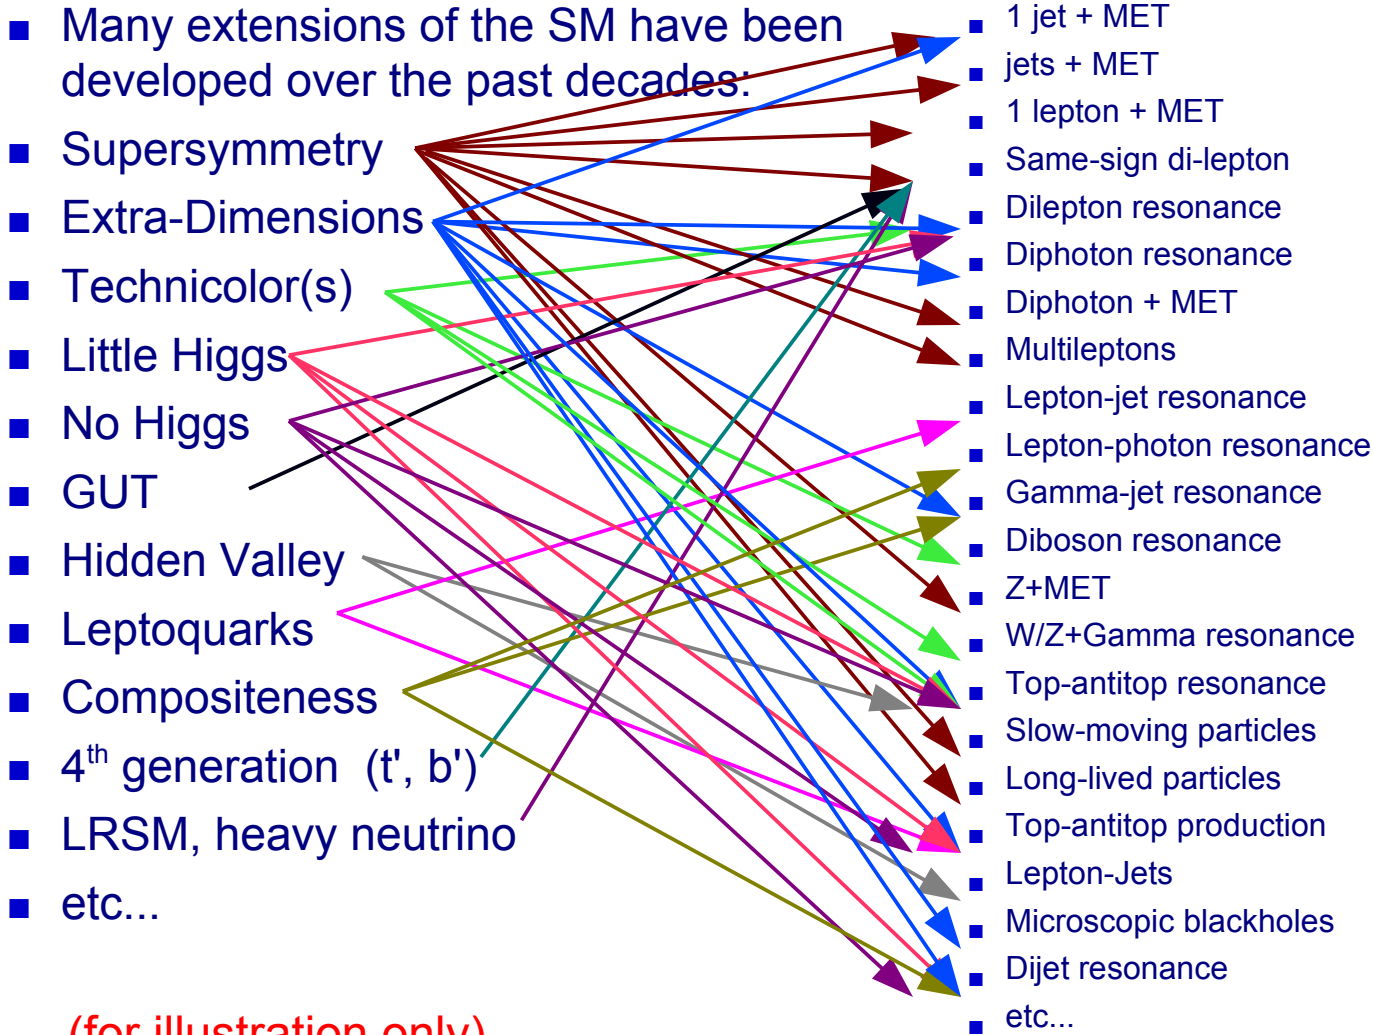 Many extensions of the SM have been
developed over the past decades:
Supersymmetry
Extra-Dimensions
Technicolor(s)
Little Higgs
No Higgs
GUT
Hidden Valley
Leptoquarks
Compositeness
4th generation (t', b')
LRSM, heavy neutrino
etc...
(for illustration only)
1 jet + MET
jets + MET
1 lepton + MET
Same-sign di-lepton
Dilepton resonance
Diphoton resonance
Diphoton + MET
Multileptons
Lepton-jet resonance
Lepton-photon resonance
Gamma-jet resonance
Diboson resonance
Z+MET
W/Z+Gamma resonance
Top-antitop resonance
Slow-moving particles
Long-lived particles
Top-antitop production
Lepton-Jets
Microscopic blackholes
Dijet resonance
etc...